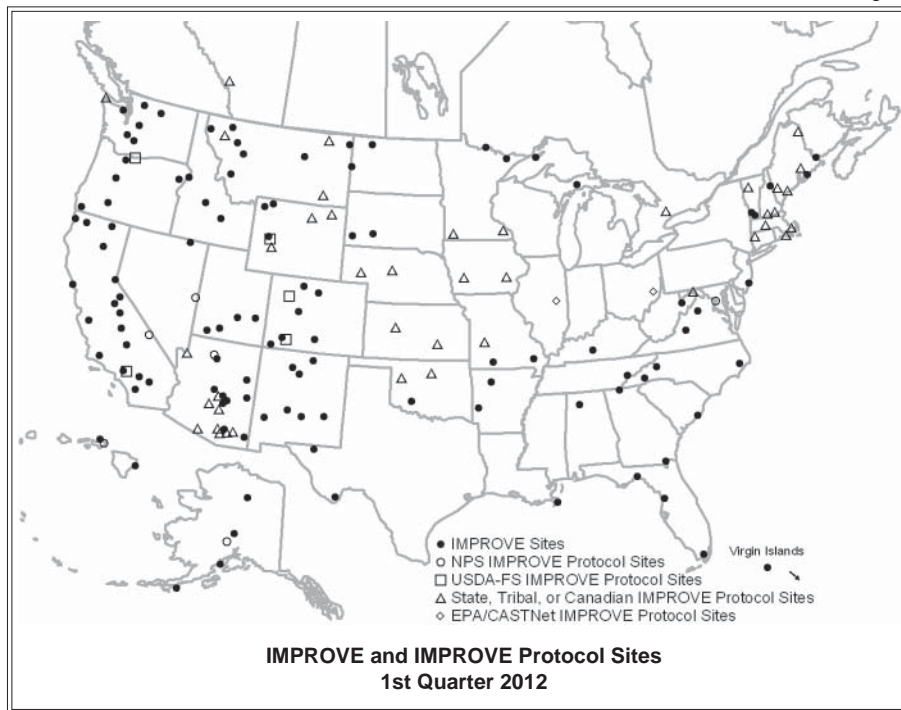 IMPROVE Sites
NPS IMPROVE Protocol Sites
USDA-FS IMPROVE Protocol Sites
State, Tribal, or Canadian IMPROVE Protocol Sites
EPA/CASTNet IMPROVE Protocol Sites
Virgin Islands
IMPROVE and IMPROVE Protocol Sites
1st Quarter 2012